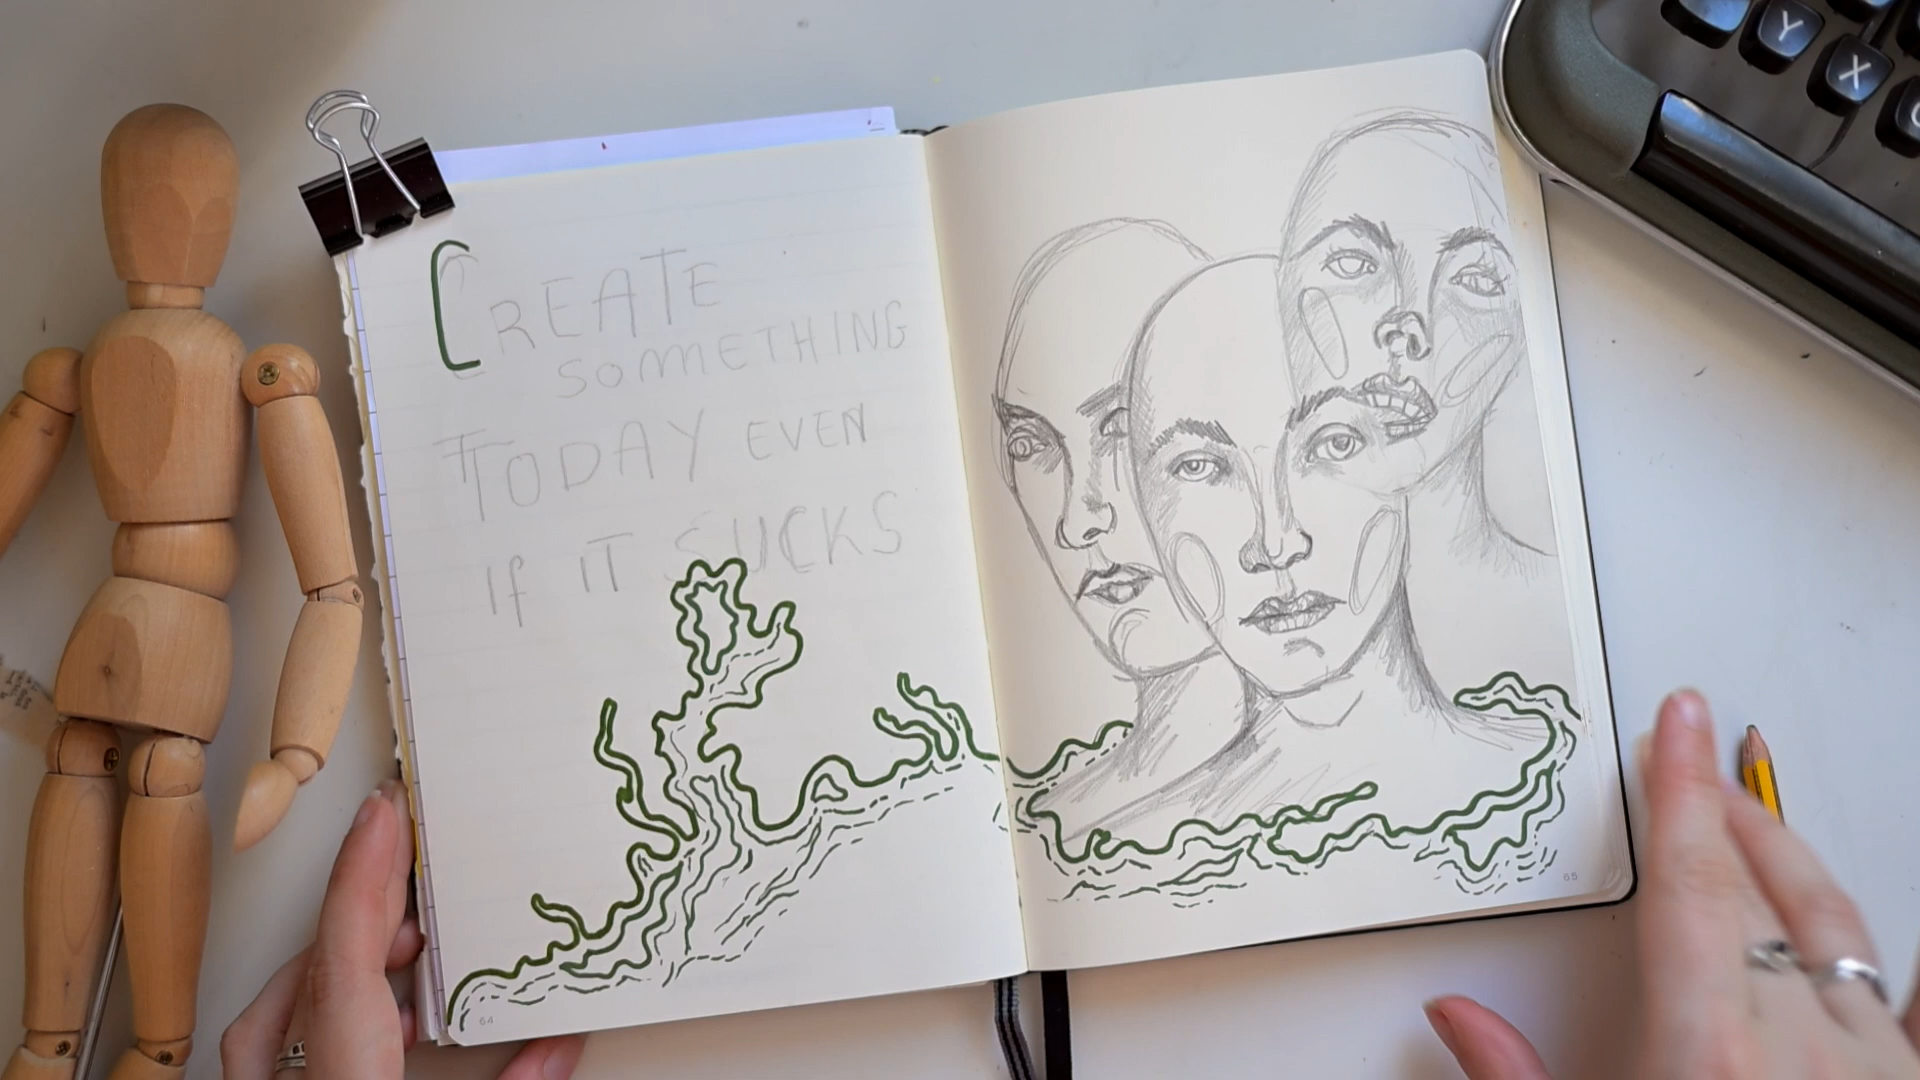 CREATE
SOMETHING
TODAY EVEN
If IT SUCKS
64
65
Y
X